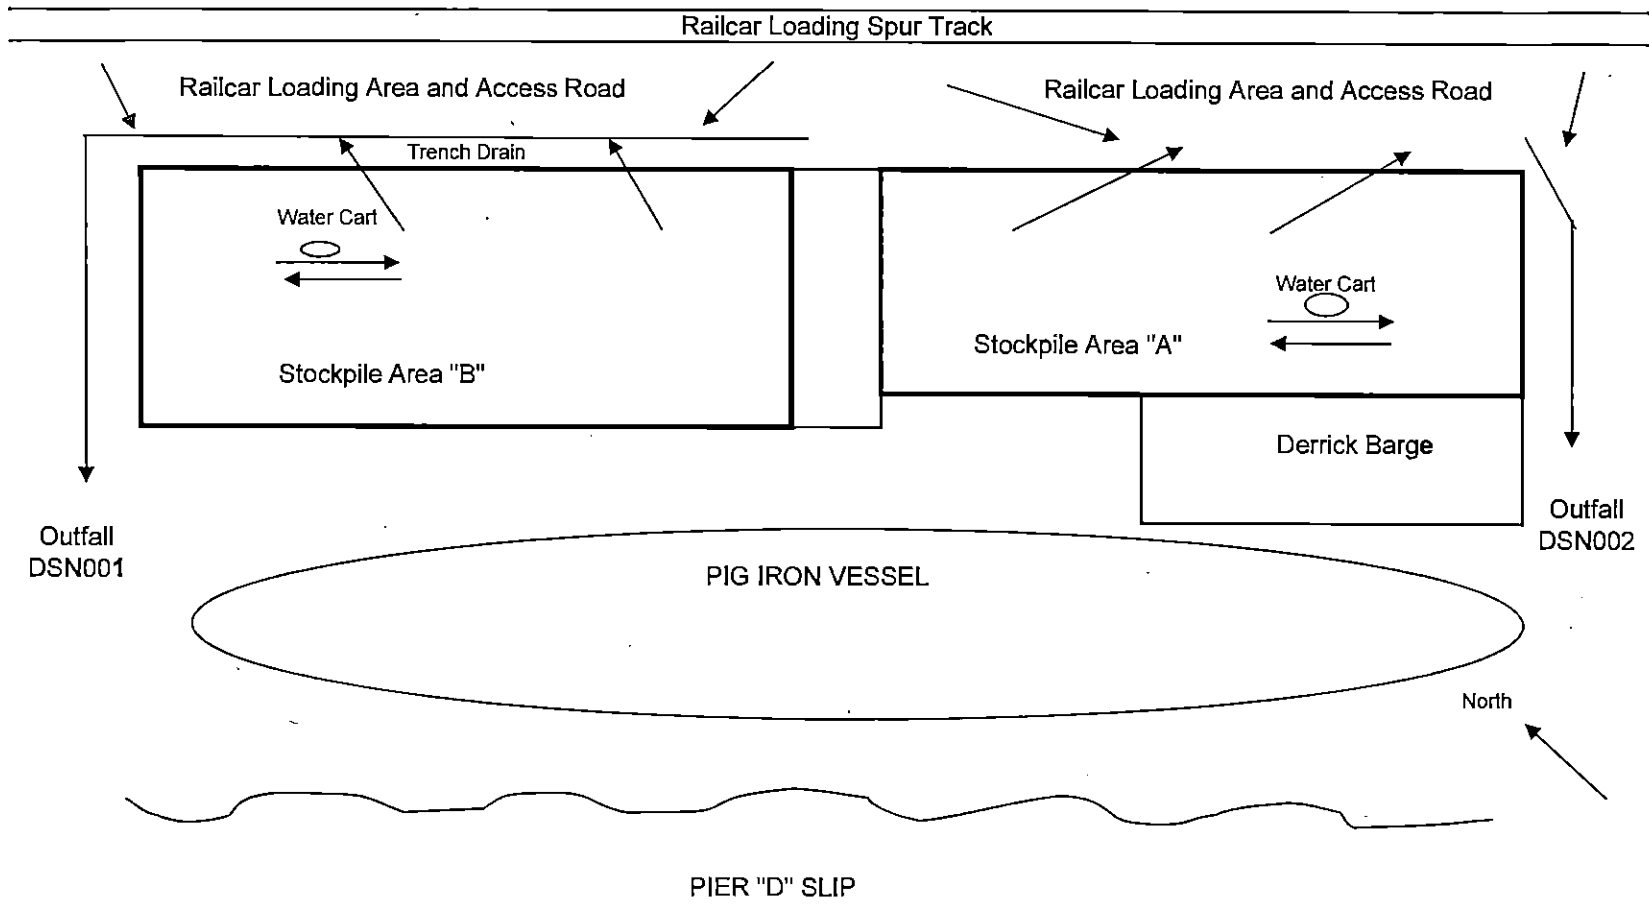 Railcar Loading Spur Track
Railcar Loading Area and Access Road
Railcar Loading Area and Access Road
Trench Drain
Water Cart
Water Cart
Stockpile Area "A"
Stockpile Area "B"
Derrick Barge
Outfall
DSN001
Outfall
DSN002
PIG IRON VESSEL
North
PIER "D" SLIP